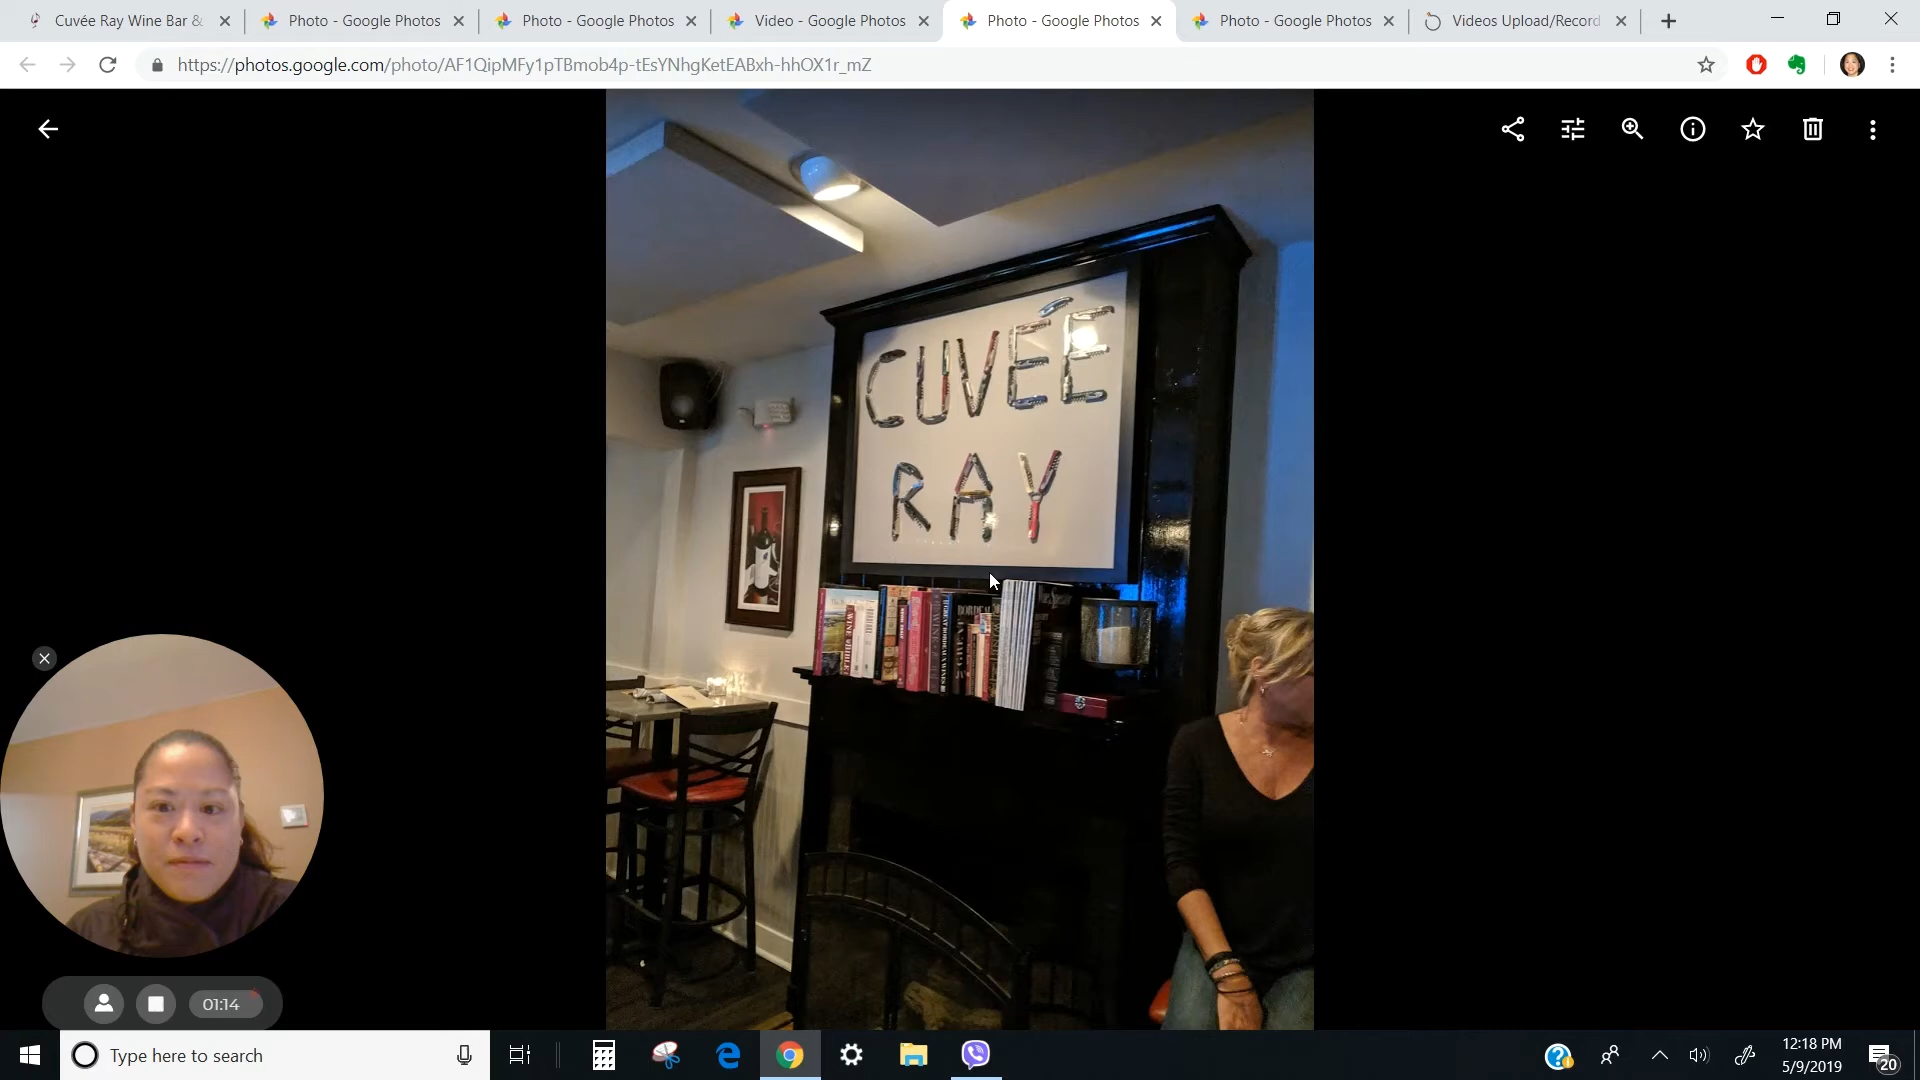 Cuvée Ray Wine Bar &
Photo - Google Photos
Photo - Google Photos
Video - Google Photos
Photo - Google Photos
Photo - Google Photos
Videos Upload/Record
https://photos.google.com/photo/AF1QipMFy1pTBmob4p-tEsYNhgKetEABxh-hhOX1r_mZ
CUVÉE
RAY
WINE BIBLE
01:14
Type here to search
12:18 PM
5/9/2019
20